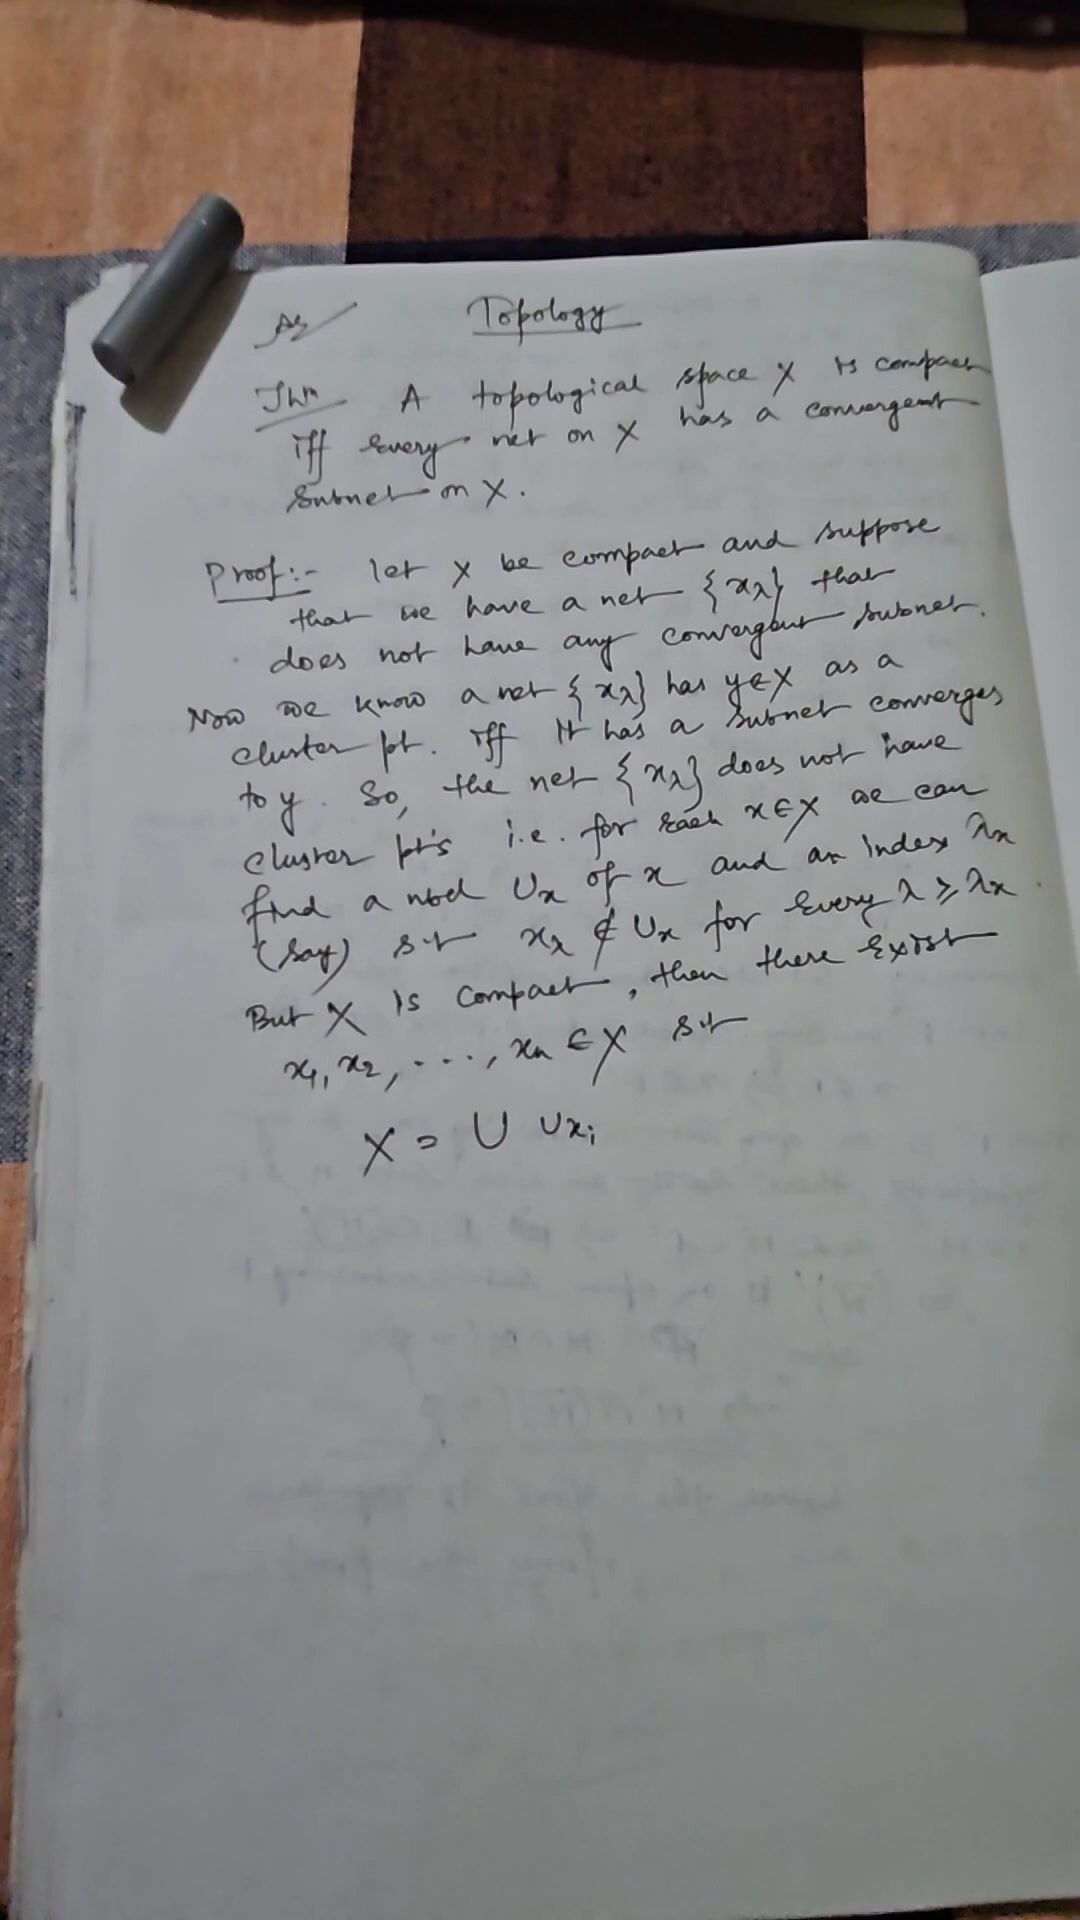 Topology
Thm A topological space X is compact
iff every net on X has a convergent
subnet on X.
Proof:- let X be compact and suppose
that we have a net {xλ} that
does not have any convergent subnet.
Now we know a net {xλ} has y∈X as a
cluster pt. iff it has a subnet converges
to y. So, the net {xλ} does not have
cluster pt's i.e. for each x∈X we can
find a nbd Ux of x and an index λx
(say) s.t xλ ∉ Ux for every λ ≥ λx.
But X is compact, then there exist
x1, x2, ...., xn ∈ X s.t
X = ∪ Uxi